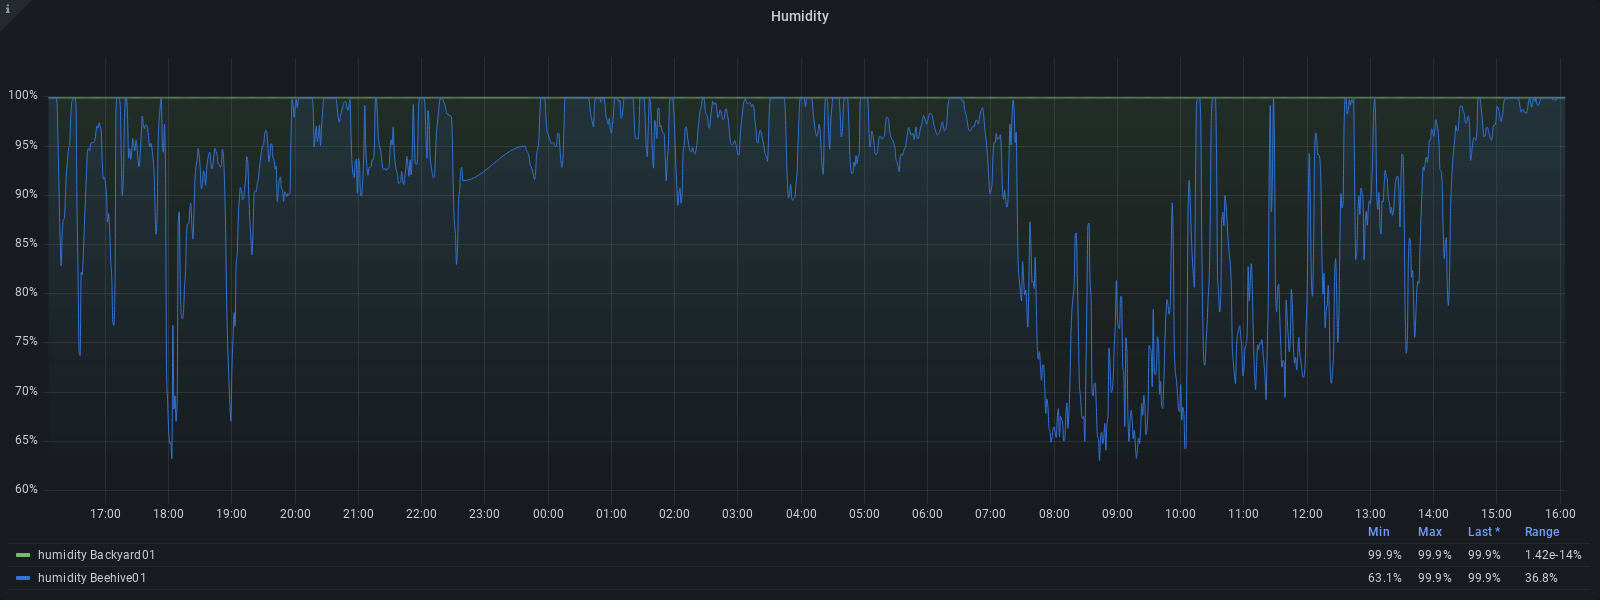 i
Humidity
100%
95%
90%
85%
80%
75%
70%
65%
60%
17:00 18:00 19:00 20:00 21:00 22:00 23:00 00:00 01:00 02:00 03:00 04:00 05:00 06:00 07:00 08:00 09:00 10:00 11:00 12:00 13:00 14:00 15:00 16:00
Min Max Last * Range
humidity Backyard01 99.9% 99.9% 99.9% 1.42e-14%
humidity Beehive01 63.1% 99.9% 99.9% 36.8%